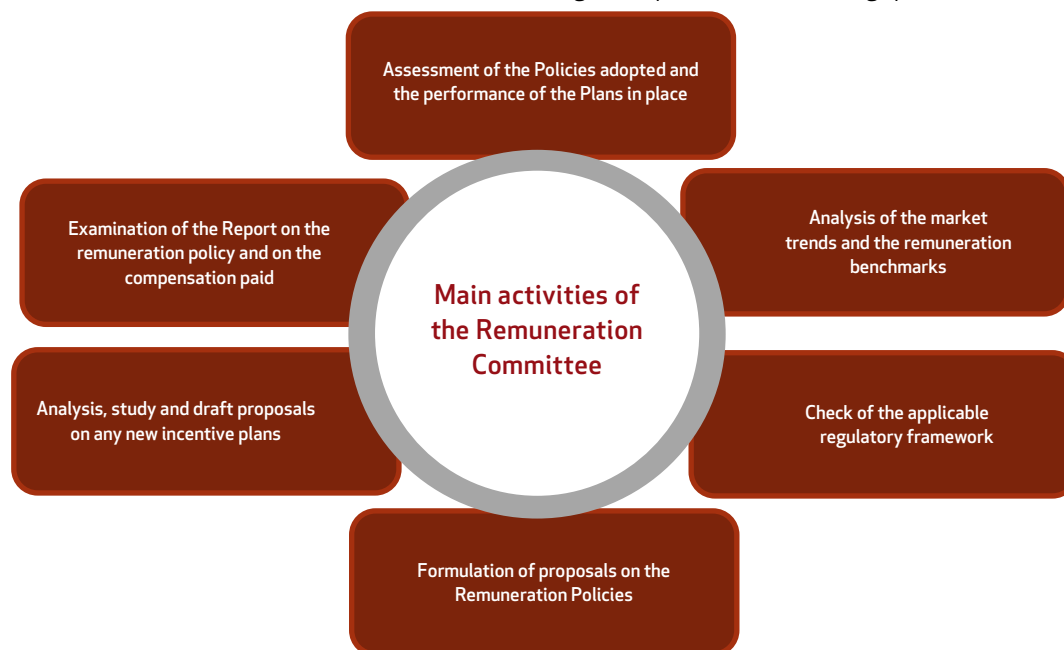 Assessment of the Policies adopted and
the performance of the Plans in place
Analysis of the market
trends and the remuneration
benchmarks
Check of the applicable
regulatory framework
Formulation of proposals on the
Remuneration Policies
Analysis, study and draft proposals
on any new incentive plans
Examination of the Report on the
remuneration policy and on the
compensation paid
Main activities of
the Remuneration
Committee